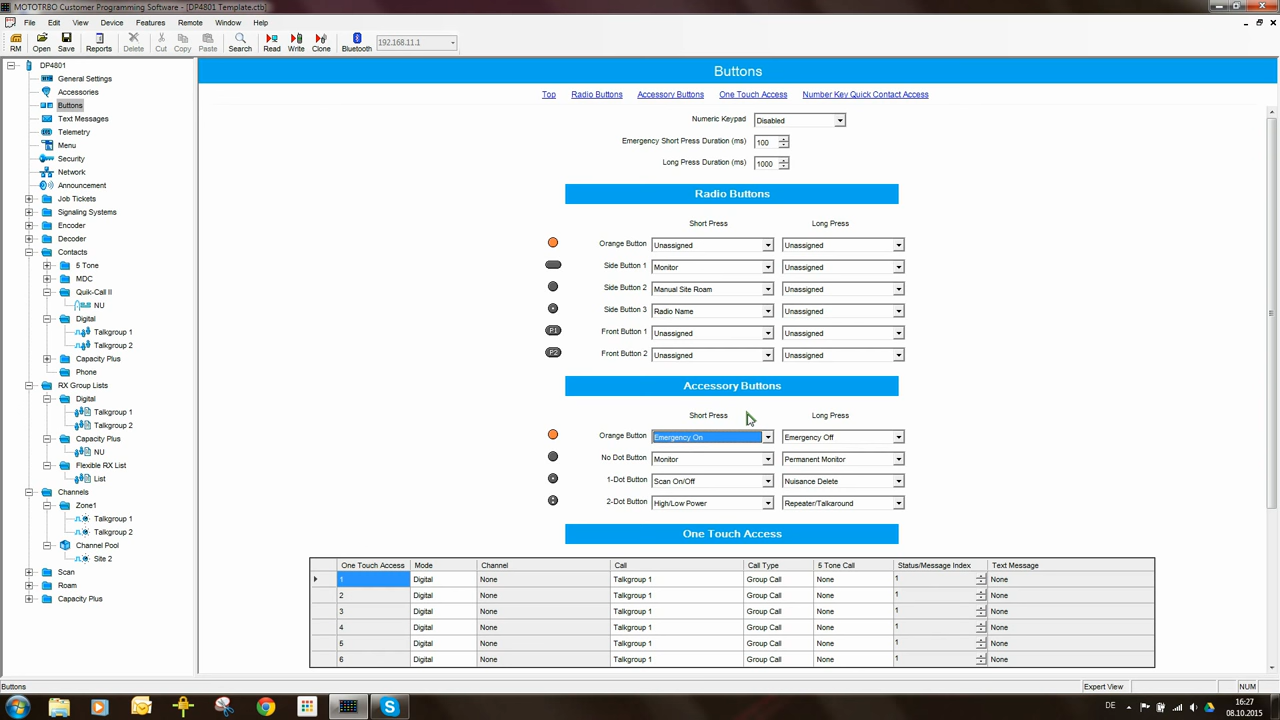 MOTOTRBO Customer Programming Software - [DP4801 Template.ctb]
File Edit View Device Features Remote Window Help
RM Open Save Reports Delete Cut Copy Paste Search Read Write Clone Bluetooth 192.168.11.1
DP4801
General Settings
Accessories
Buttons
Text Messages
Telemetry
Menu
Security
Network
Announcement
Job Tickets
Signaling Systems
Encoder
Decoder
Contacts
5 Tone
MDC
Quik-Call II
NU
Digital
Talkgroup 1
Talkgroup 2
Capacity Plus
Phone
RX Group Lists
Digital
Talkgroup 1
Talkgroup 2
Capacity Plus
NU
Flexible RX List
List
Channels
Zone1
Talkgroup 1
Talkgroup 2
Channel Pool
Site 2
Scan
Roam
Capacity Plus
Buttons
Top Radio Buttons Accessory Buttons One Touch Access Number Key Quick Contact Access
Numeric Keypad Disabled
Emergency Short Press Duration (ms) 100
Long Press Duration (ms) 1000
Radio Buttons
Short Press Long Press
Orange Button Unassigned Unassigned
Side Button 1 Monitor Unassigned
Side Button 2 Manual Site Roam Unassigned
Side Button 3 Radio Name Unassigned
P1 Front Button 1 Unassigned Unassigned
P2 Front Button 2 Unassigned Unassigned
Accessory Buttons
Short Press Long Press
Orange Button Emergency On Emergency Off
No Dot Button Monitor Permanent Monitor
1-Dot Button Scan On/Off Nuisance Delete
2-Dot Button High/Low Power Repeater/Talkaround
One Touch Access
One Touch Access Mode Channel Call Call Type 5 Tone Call Status/Message Index Text Message
1 Digital None Talkgroup 1 Group Call None 1 None
2 Digital None Talkgroup 1 Group Call None 1 None
3 Digital None Talkgroup 1 Group Call None 1 None
4 Digital None Talkgroup 1 Group Call None 1 None
5 Digital None Talkgroup 1 Group Call None 1 None
6 Digital None Talkgroup 1 Group Call None 1 None
Buttons Expert View NUM
DE 16:27
08.10.2015